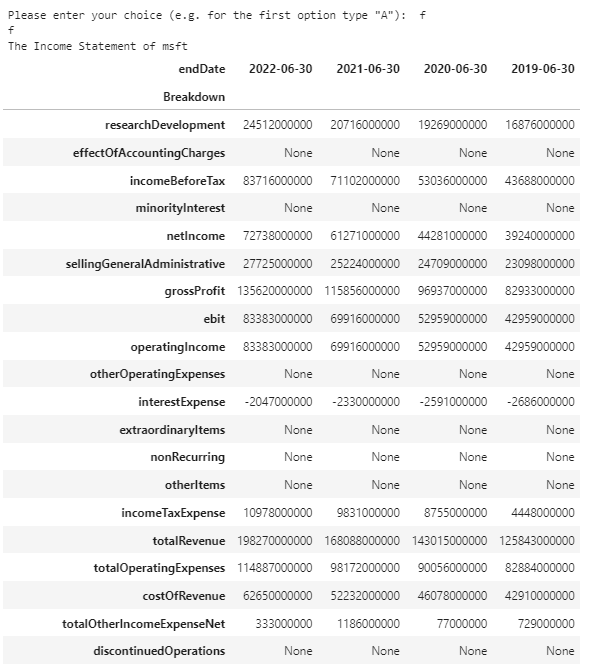 Please enter your choice (e.g. for the first option type "A"): f
f
The Income Statement of msft
endDate 2022-06-30 2021-06-30 2020-06-30 2019-06-30
Breakdown
researchDevelopment 24512000000 20716000000 19269000000 16876000000
effectOfAccountingCharges None None None None
incomeBeforeTax 83716000000 71102000000 53036000000 43688000000
minorityInterest None None None None
netIncome 72738000000 61271000000 44281000000 39240000000
sellingGeneralAdministrative 27725000000 25224000000 24709000000 23098000000
grossProfit 135620000000 115856000000 96937000000 82933000000
ebit 83383000000 69916000000 52959000000 42959000000
operatingIncome 83383000000 69916000000 52959000000 42959000000
otherOperatingExpenses None None None None
interestExpense -2047000000 -2330000000 -2591000000 -2686000000
extraordinaryItems None None None None
nonRecurring None None None None
otherItems None None None None
incomeTaxExpense 10978000000 9831000000 8755000000 4448000000
totalRevenue 198270000000 168088000000 143015000000 125843000000
totalOperatingExpenses 114887000000 98172000000 90056000000 82884000000
costOfRevenue 62650000000 52232000000 46078000000 42910000000
totalOtherIncomeExpenseNet 333000000 1186000000 77000000 729000000
discontinuedOperations None None None None